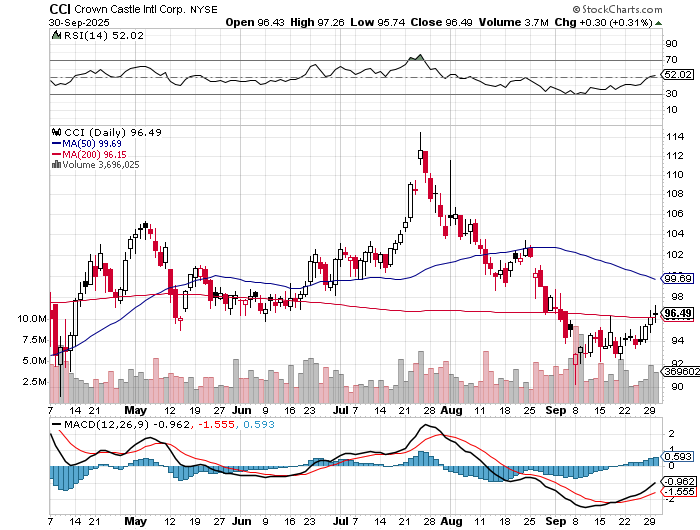 CCI Crown Castle Intl Corp. NYSE
© StockCharts.com
30-Sep-2025
Open 96.43 High 97.26 Low 95.74 Close 96.49 Volume 3.7M Chg +0.30 (+0.31%)
RSI(14) 52.02
90
70
52.02
30
10
CCI (Daily) 96.49
MA(50) 99.69
MA(200) 96.15
Volume 3,696,025
114
112
110
108
106
104
102
99.69
98
96.49
94
92
90
10.0M
7.5M
5.0M
2.5M
3696025
7 14 21 May 12 19 27 Jun 9 16 23 Jul 7 14 21 28 Aug 11 18 25 Sep 8 15 22 29
MACD(12,26,9) -0.962, -1.555, 0.593
2
1
0.593
-0.962
-1.555
-2
7 14 21 May 12 19 27 Jun 9 16 23 Jul 7 14 21 28 Aug 11 18 25 Sep 8 15 22 29